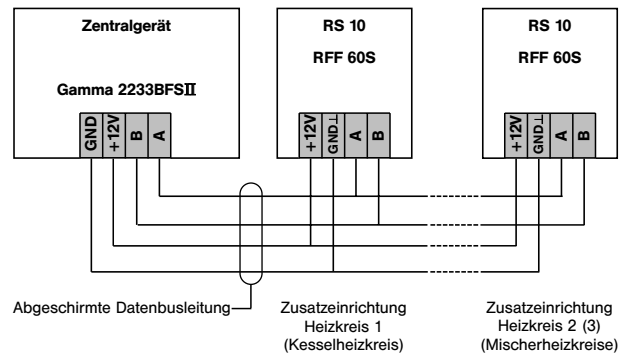 Zentralgerät
Gamma 2233BFSII
GND
+12V
B
A
RS 10
RFF 60S
+12V
GND⊥
A
B
RS 10
RFF 60S
+12V
GND⊥
A
B
Abgeschirmte Datenbusleitung
Zusatzeinrichtung
Heizkreis 1
(Kesselheizkreis)
Zusatzeinrichtung
Heizkreis 2 (3)
(Mischerheizkreise)